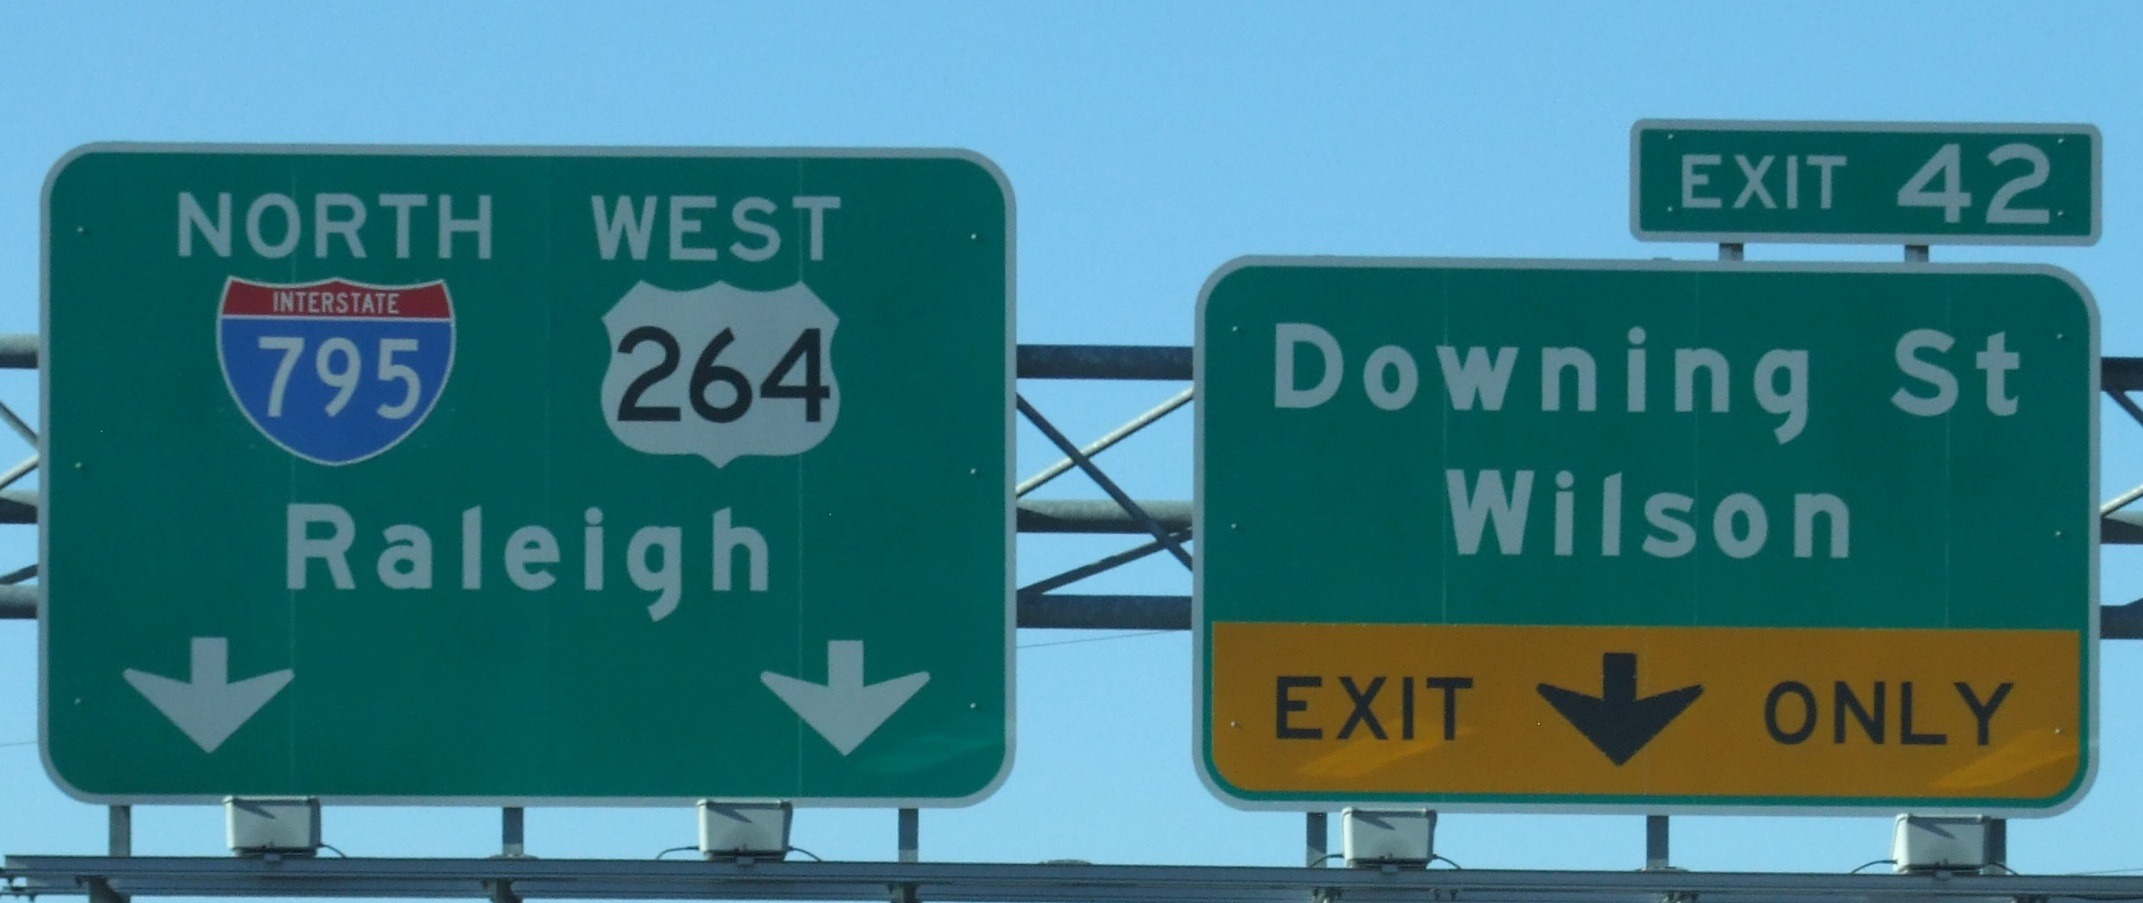 NORTH WEST
INTERSTATE
795 264
Raleigh
EXIT 42
Downing St
Wilson
EXIT ONLY